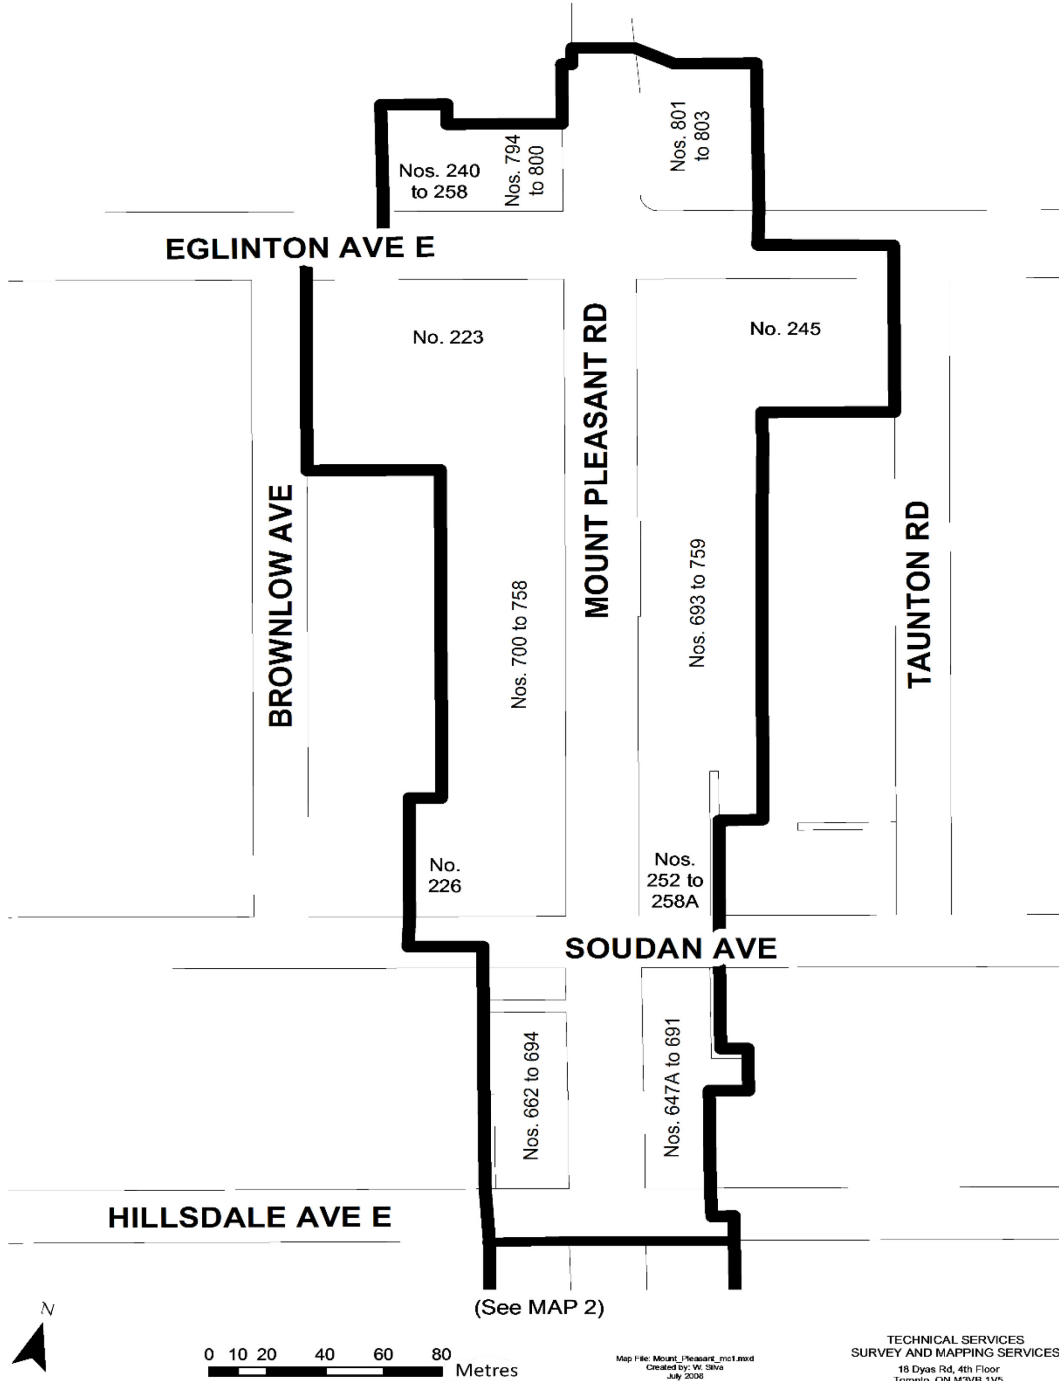 Nos. 801
to 803
Nos. 794
to 800
Nos. 240
to 258
EGLINTON AVE E
No. 223
No. 245
MOUNT PLEASANT RD
BROWNLOW AVE
TAUNTON RD
Nos. 700 to 758
Nos. 693 to 759
No.
226
Nos.
252 to
258A
SOUDAN AVE
Nos. 662 to 694
Nos. 647A to 691
HILLSDALE AVE E
(See MAP 2)
N
0 10 20 40 60 80
Metres
Map File: Mount_Pleasant_mc1.mxd
Created by: W. Silva
July 2008
TECHNICAL SERVICES
SURVEY AND MAPPING SERVICES
18 Dyas Rd, 4th Floor
Toronto, ON M3VB 1V5